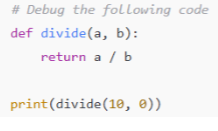 # Debug the following code
def divide(a, b):
    return a / b
print(divide(10, 0))